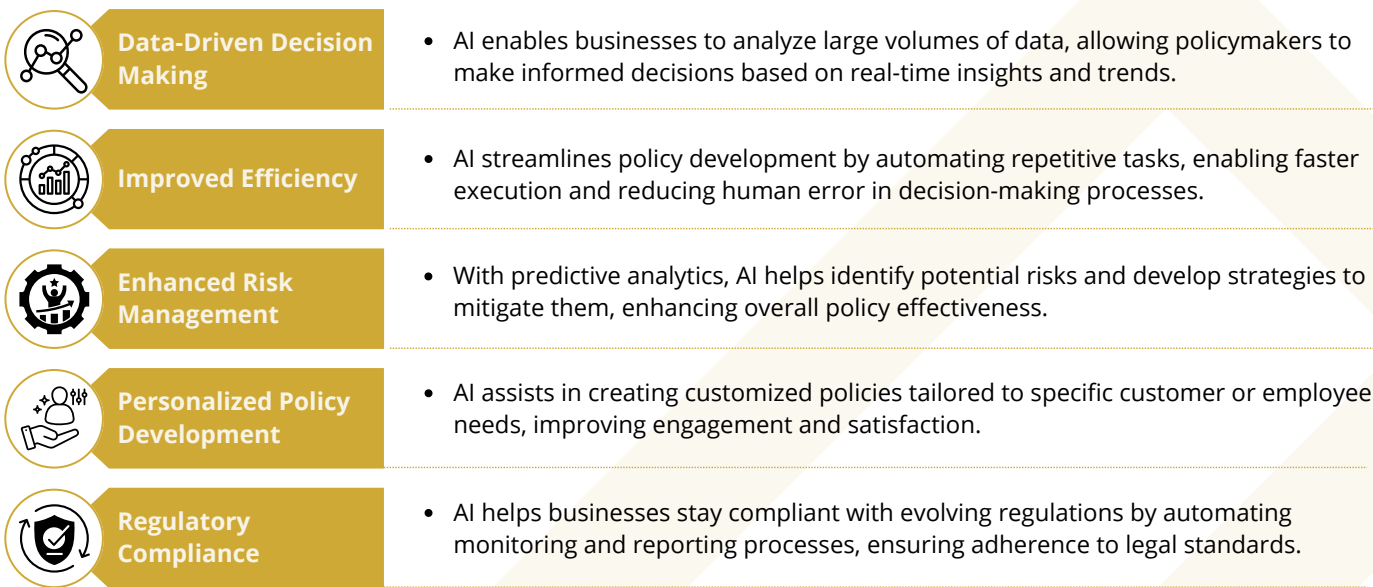 Data-Driven Decision
Making
• AI enables businesses to analyze large volumes of data, allowing policymakers to
make informed decisions based on real-time insights and trends.
Improved Efficiency
• AI streamlines policy development by automating repetitive tasks, enabling faster
execution and reducing human error in decision-making processes.
Enhanced Risk
Management
• With predictive analytics, AI helps identify potential risks and develop strategies to
mitigate them, enhancing overall policy effectiveness.
Personalized Policy
Development
• AI assists in creating customized policies tailored to specific customer or employee
needs, improving engagement and satisfaction.
Regulatory
Compliance
• AI helps businesses stay compliant with evolving regulations by automating
monitoring and reporting processes, ensuring adherence to legal standards.